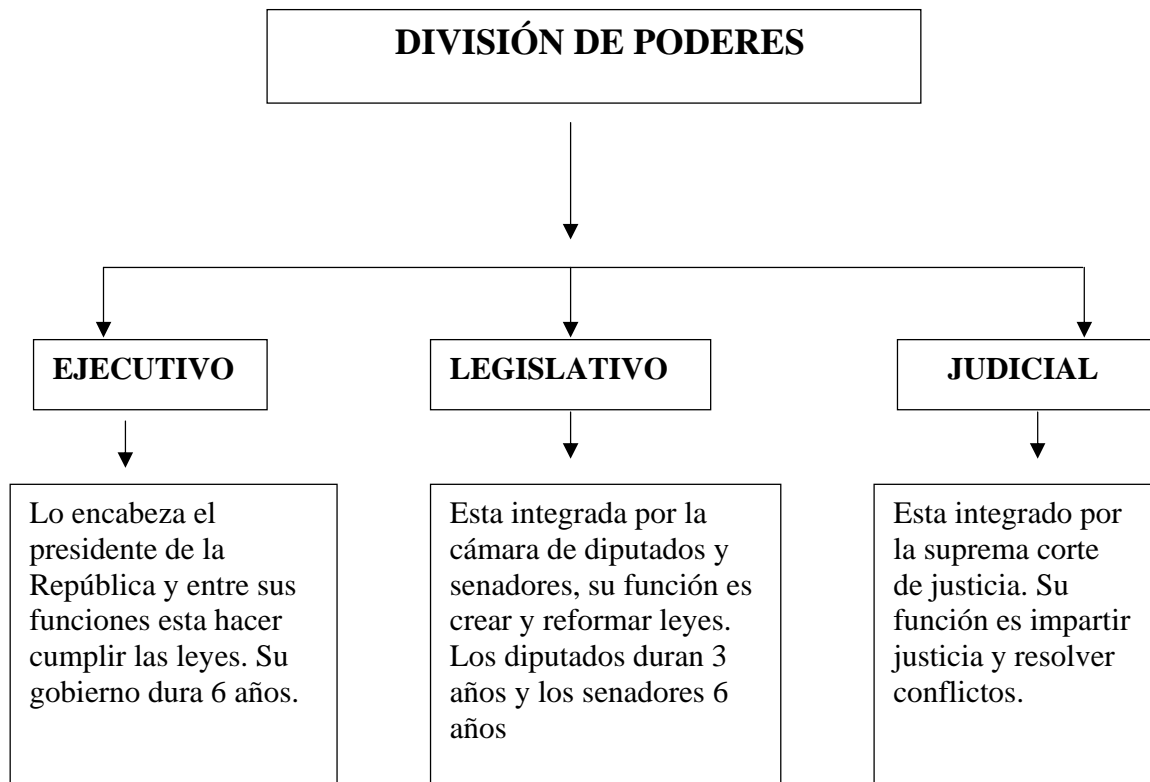 DIVISIÓN DE PODERES
EJECUTIVO
LEGISLATIVO
JUDICIAL
Lo encabeza el
presidente de la
República y entre sus
funciones esta hacer
cumplir las leyes. Su
gobierno dura 6 años.
Esta integrada por la
cámara de diputados y
senadores, su función es
crear y reformar leyes.
Los diputados duran 3
años y los senadores 6
años
Esta integrado por
la suprema corte
de justicia. Su
función es impartir
justicia y resolver
conflictos.